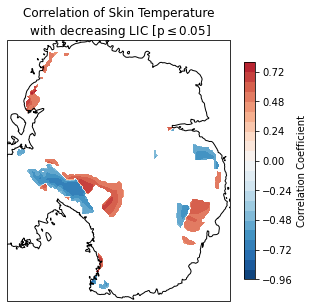 Correlation of Skin Temperature
with decreasing LIC [p ≤ 0.05]
0.72
0.48
0.24
0.00
−0.24
−0.48
−0.72
−0.96
Correlation Coefficient